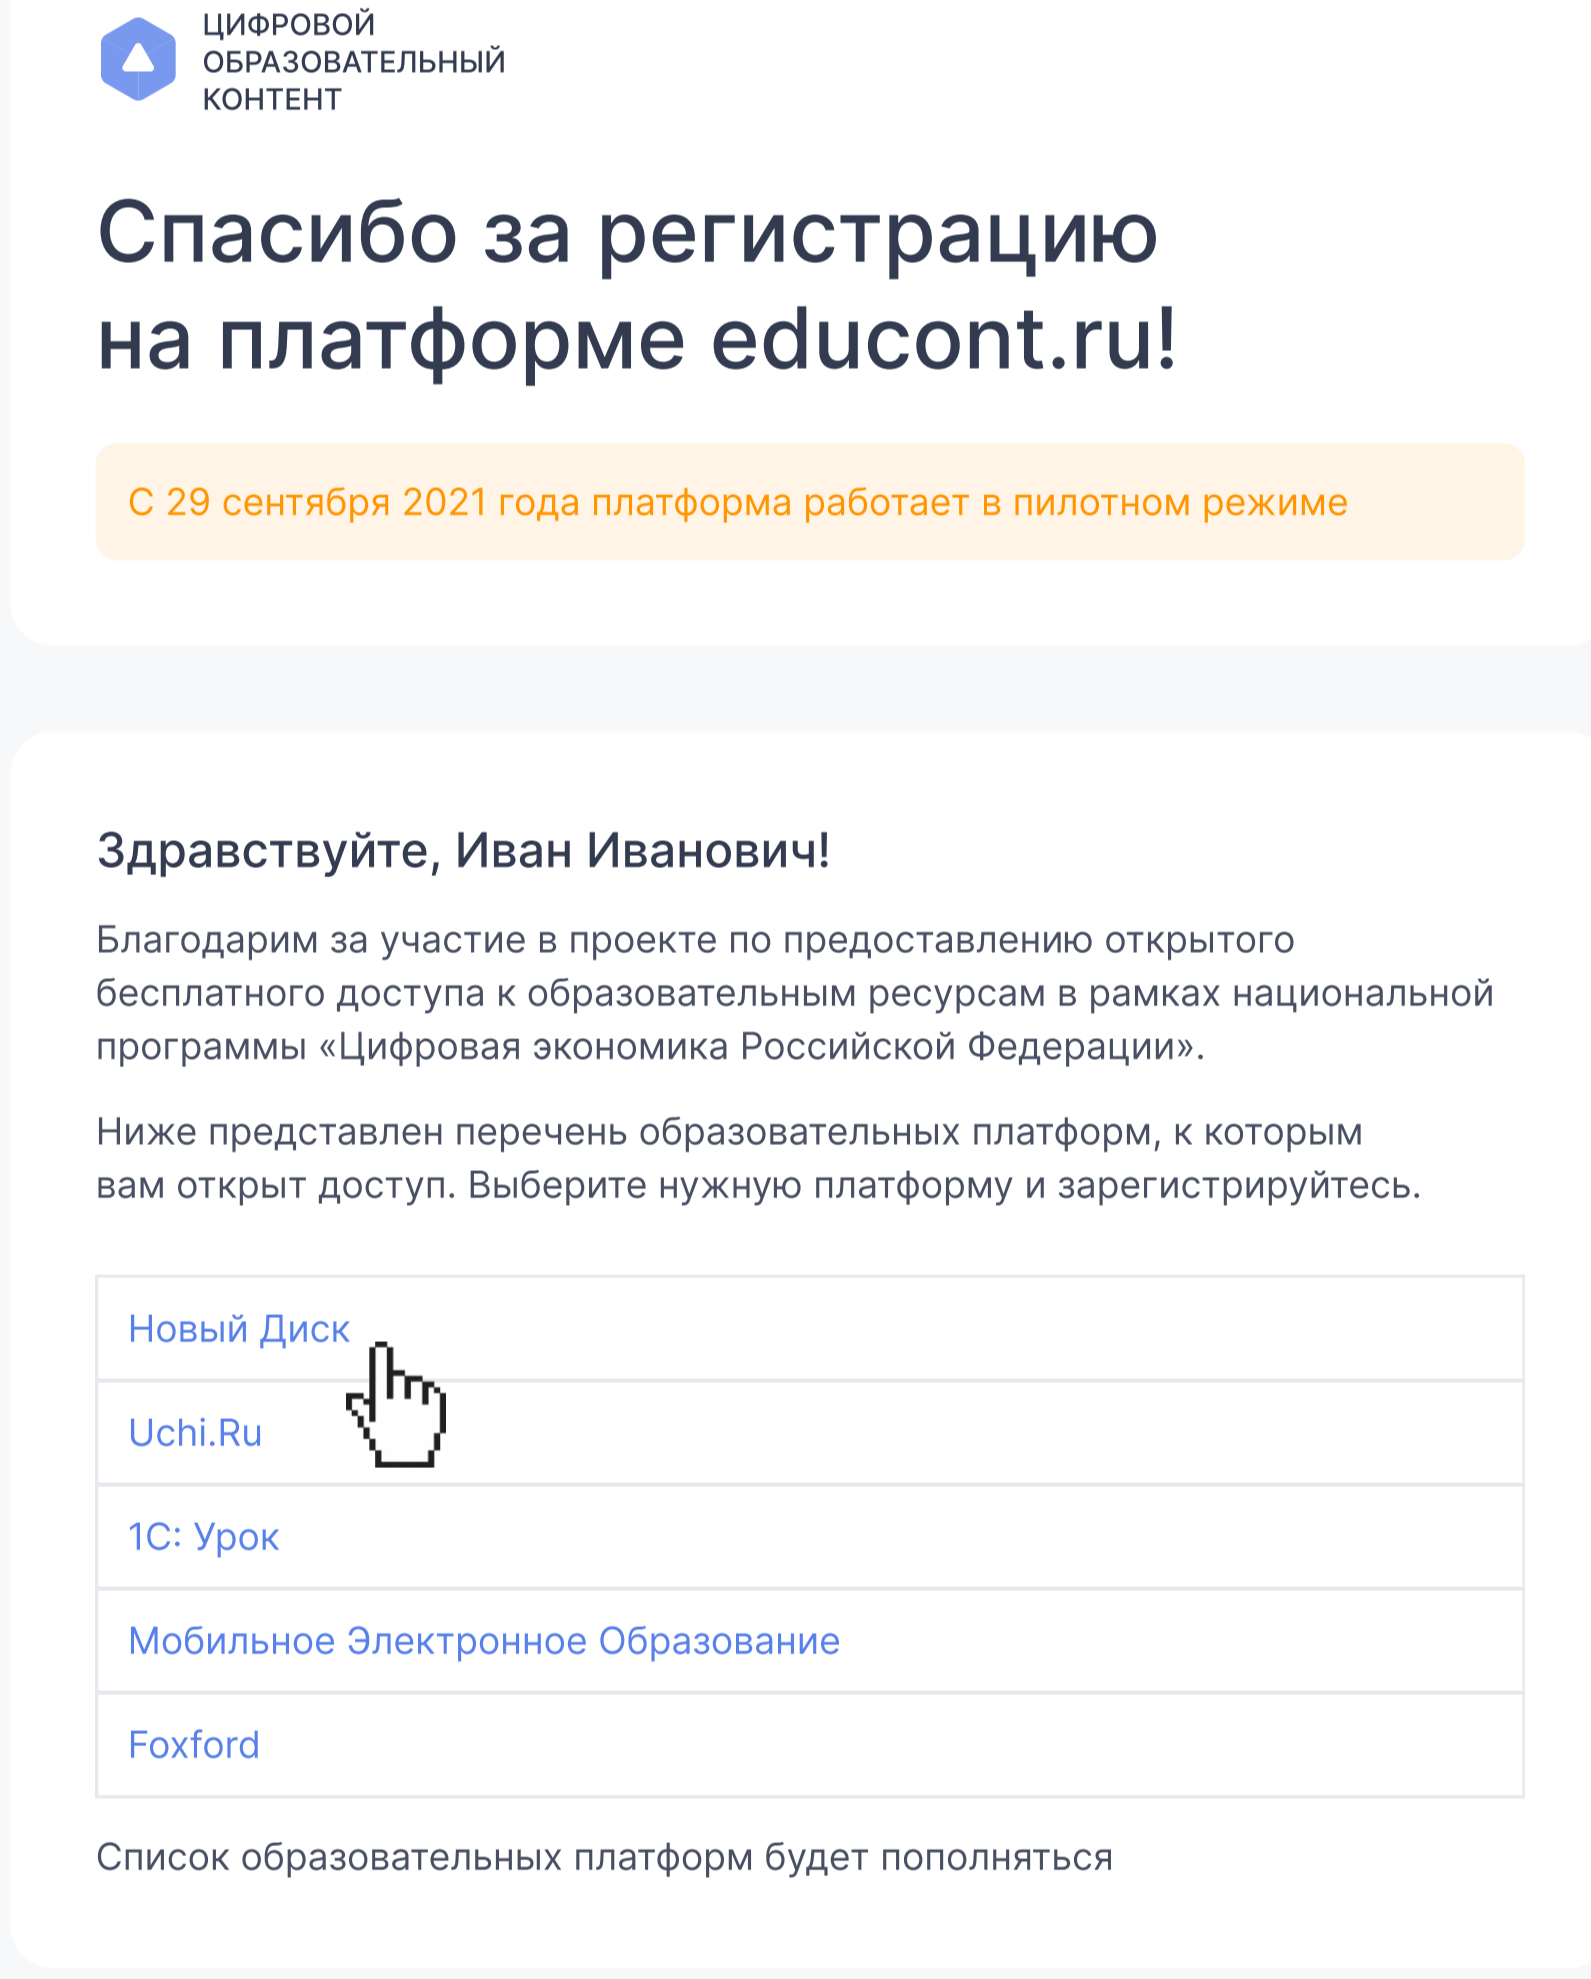 ЦИФРОВОЙ
ОБРАЗОВАТЕЛЬНЫЙ
КОНТЕНТ
Спасибо за регистрацию
на платформе educont.ru!
С 29 сентября 2021 года платформа работает в пилотном режиме
Здравствуйте, Иван Иванович!
Благодарим за участие в проекте по предоставлению открытого
бесплатного доступа к образовательным ресурсам в рамках национальной
программы «Цифровая экономика Российской Федерации».
Ниже представлен перечень образовательных платформ, к которым
вам открыт доступ. Выберите нужную платформу и зарегистрируйтесь.
Новый Диск
Uchi.Ru
1С: Урок
Мобильное Электронное Образование
Foxford
Список образовательных платформ будет пополняться